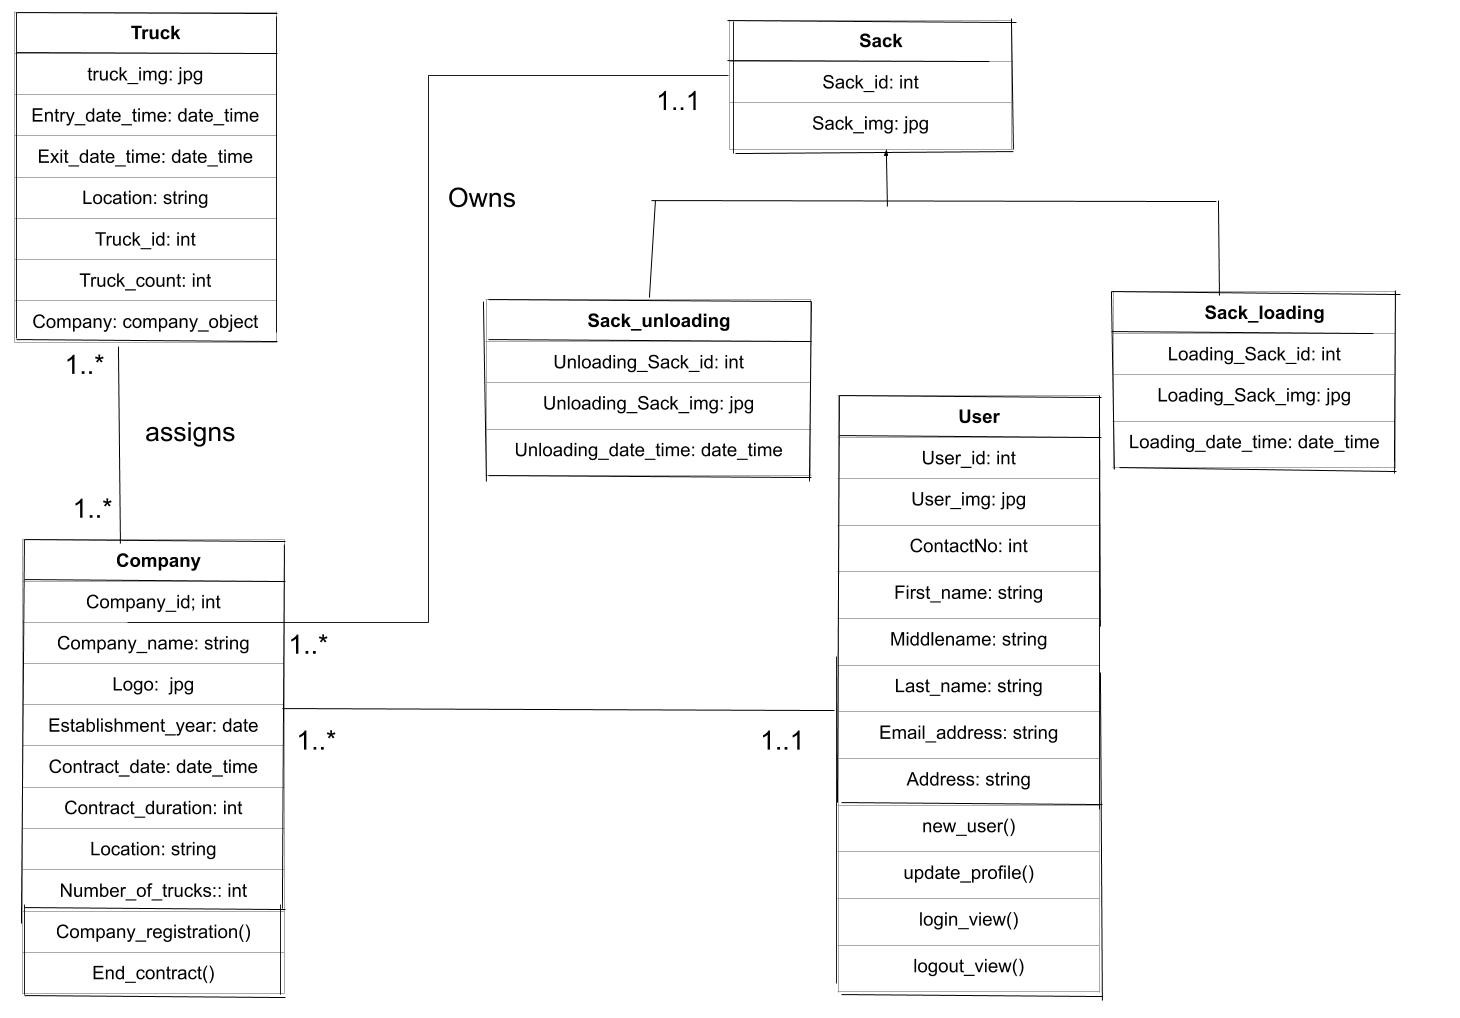 Truck
truck_img: jpg
Entry_date_time: date_time
Exit_date_time: date_time
Location: string
Truck_id: int
Truck_count: int
Company: company_object
1..*
assigns
1..*
Company
Company_id; int
Company_name: string
Logo:  jpg
Establishment_year: date
Contract_date: date_time
Contract_duration: int
Location: string
Number_of_trucks:: int
Company_registration()
End_contract()
1..*
1..*
1..1
Owns
1..1
Sack
Sack_id: int
Sack_img: jpg
Sack_unloading
Unloading_Sack_id: int
Unloading_Sack_img: jpg
Unloading_date_time: date_time
Sack_loading
Loading_Sack_id: int
Loading_Sack_img: jpg
Loading_date_time: date_time
User
User_id: int
User_img: jpg
ContactNo: int
First_name: string
Middlename: string
Last_name: string
Email_address: string
Address: string
new_user()
update_profile()
login_view()
logout_view()